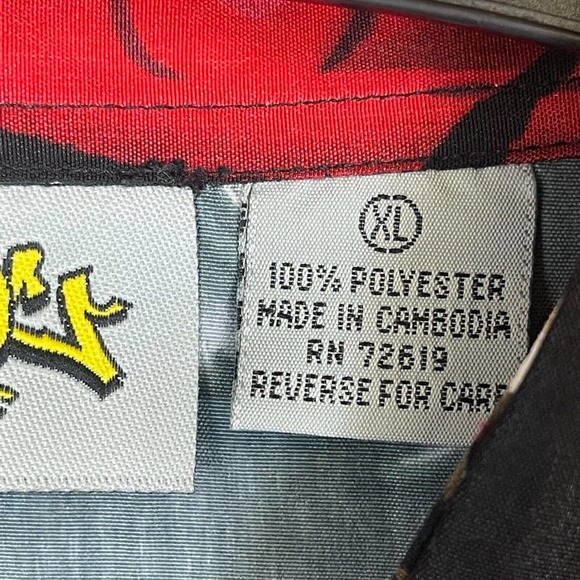 XL
100% POLYESTER
MADE IN CAMBODIA
RN 72619
REVERSE FOR CARE